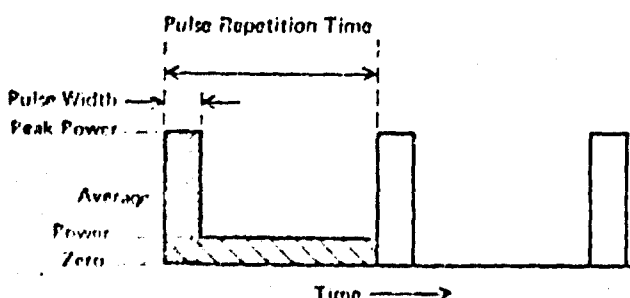 Pulse Repetition Time
Pulse Width
Peak Power
Average
Power
Zero
Time